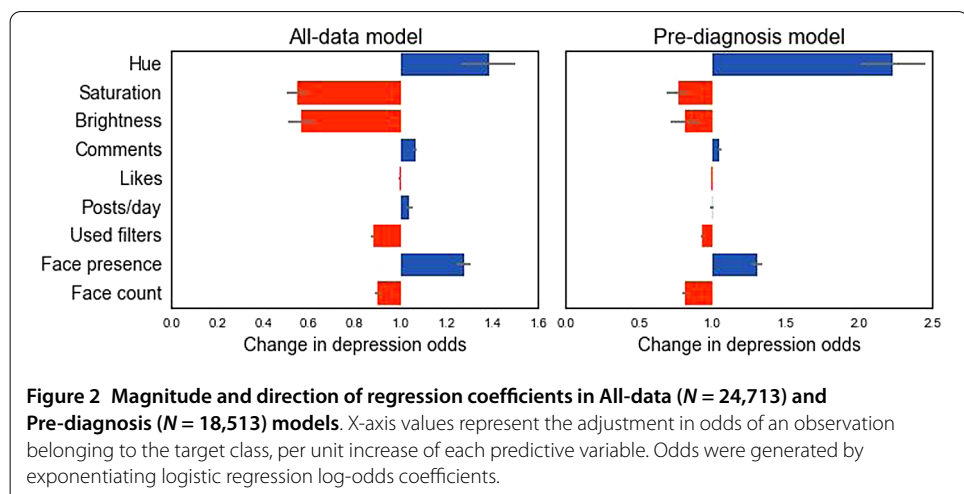 All-data model
Pre-diagnosis model
Hue
Saturation
Brightness
Comments
Likes
Posts/day
Used filters
Face presence
Face count
0.0 0.2 0.4 0.6 0.8 1.0 1.2 1.4 1.6
0.0 0.5 1.0 1.5 2.0 2.5
Change in depression odds
Change in depression odds
Figure 2 Magnitude and direction of regression coefficients in All-data (N = 24,713) and
Pre-diagnosis (N = 18,513) models. X-axis values represent the adjustment in odds of an observation
belonging to the target class, per unit increase of each predictive variable. Odds were generated by
exponentiating logistic regression log-odds coefficients.